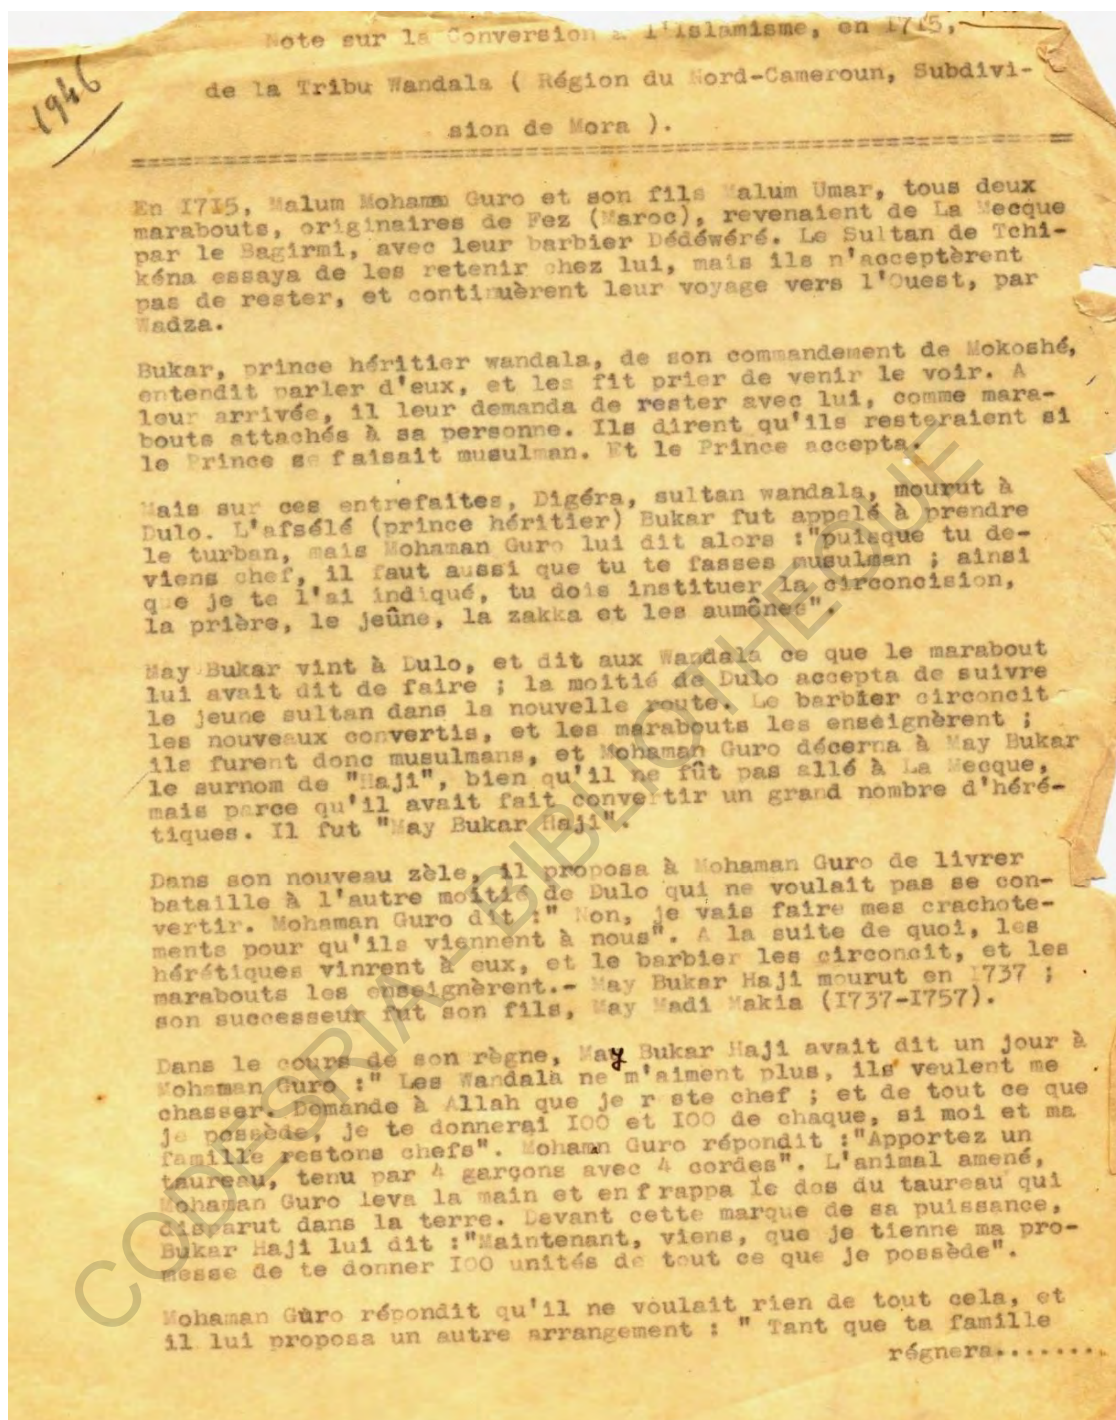 Note sur la Conversion à l'Islamisme, en I7I5,
de la Tribu Wandala ( Région du Nord-Cameroun, Subdivi-
sion de Mora ).
1946
En I7I5, Malum Mohamm Guro et son fils Malum Umar, tous deux
marabouts, originaires de Fez (Maroc), revenaient de La Mecque
par le Bagirmi, avec leur barbier Dédéwéré. Le Sultan de Tchi-
kéna essaya de les retenir chez lui, mais ils n'acceptèrent
pas de rester, et continuèrent leur voyage vers l'Ouest, par
Wadza.
Bukar, prince héritier wandala, de son commandement de Mokoshé,
entendit parler d'eux, et les fit prier de venir le voir. A
leur arrivée, il leur demanda de rester avec lui, comme mara-
bouts attachés à sa personne. Ils dirent qu'ils resteraient si
le Prince se faisait musulman. Et le Prince accepta.
Mais sur ces entrefaites, Digéra, sultan wandala, mourut à
Dulo. L'afsélé (prince héritier) Bukar fut appelé à prendre
le turban, mais Mohaman Guro lui dit alors :"puisque tu de-
viens chef, il faut aussi que tu te fasses musulman ; ainsi
que je te l'ai indiqué, tu dois instituer la circoncision,
la prière, le jeûne, la zakka et les aumônes".
May Bukar vint à Dulo, et dit aux Wandala ce que le marabout
lui avait dit de faire ; la moitié de Dulo accepta de suivre
le jeune sultan dans la nouvelle route. Le barbier circoncit
les nouveaux convertis, et les marabouts les enseignèrent ;
ils furent donc musulmans, et Mohaman Guro décerna à May Bukar
le surnom de "Haji", bien qu'il ne fût pas allé à La Mecque,
mais parce qu'il avait fait convertir un grand nombre d'héré-
tiques. Il fut "May Bukar Haji".
Dans son nouveau zèle, il proposa à Mohaman Guro de livrer
bataille à l'autre moitié de Dulo qui ne voulait pas se con-
vertir. Mohaman Guro dit :" Non, je vais faire mes crachote-
ments pour qu'ils viennent à nous". A la suite de quoi, les
hérétiques vinrent à eux, et le barbier les circoncit, et les
marabouts les enseignèrent.- May Bukar Haji mourut en I737 ;
son successeur fut son fils, May Madi Makia (I737-I757).
Dans le cours de son règne, May Bukar Haji avait dit un jour à
Mohaman Guro :" Les Wandala ne m'aiment plus, ils veulent me
chasser. Demande à Allah que je r ste chef ; et de tout ce que
je possède, je te donnerai IOO et IOO de chaque, si moi et ma
famille restons chefs". Mohamn Guro répondit :"Apportez un
taureau, tenu par 4 garçons avec 4 cordes". L'animal amené,
Mohaman Guro leva la main et en frappa le dos du taureau qui
disparut dans la terre. Devant cette marque de sa puissance,
Bukar Haji lui dit :"Maintenant, viens, que je tienne ma pro-
messe de te donner IOO unités de tout ce que je possède".
Mohaman Guro répondit qu'il ne voulait rien de tout cela, et
il lui proposa un autre arrangement : " Tant que ta famille
régnera........
CODESRIA - BIBLIOTHEQUE